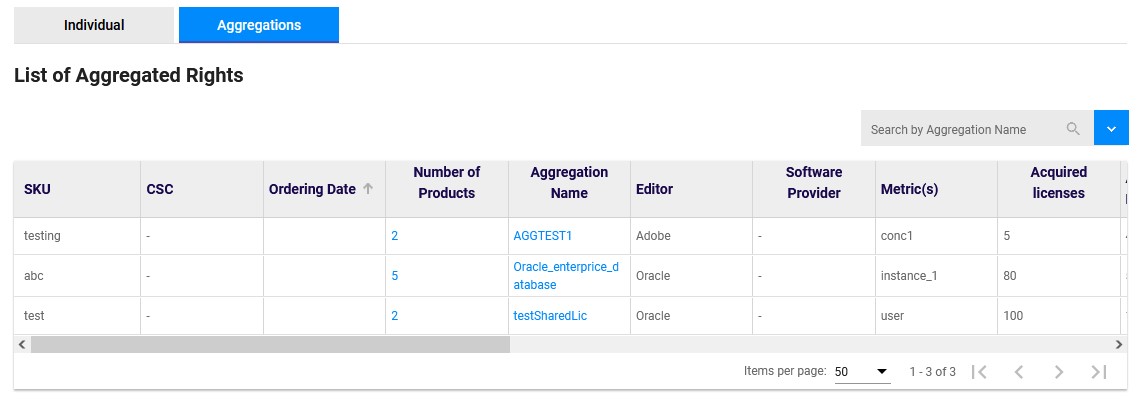 Individual Aggregations
List of Aggregated Rights
Search by Aggregation Name
SKU CSC Ordering Date Number of Products Aggregation Name Editor Software Provider Metric(s) Acquired licenses
testing - 2 AGGTEST1 Adobe - conc1 5
abc - 5 Oracle_enterprice_database Oracle - instance_1 80
test - 2 testSharedLic Oracle - user 100
Items per page: 50 1 - 3 of 3